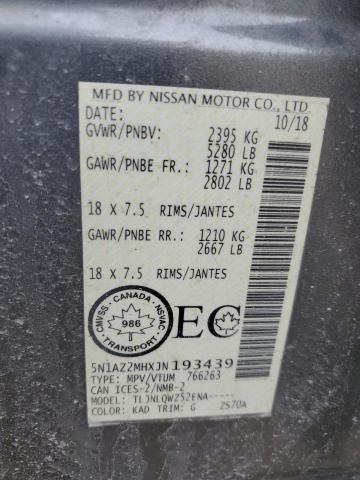 MFD BY NISSAN MOTOR CO., LTD.
DATE: 10/18
GVWR/PNBV: 2395 KG
5280 LB
GAWR/PNBE FR.: 1271 KG
2802 LB
18 X 7.5 RIMS/JANTES
GAWR/PNBE RR.: 1210 KG
2667 LB
18 X 7.5 RIMS/JANTES
CANADA
CMVSS NSVAC
986
TRANSPORT
EC
5N1AZ2MHXJN193439
TYPE: MPV/VTUM 766263
CAN ICES-2/NMB-2
MODEL: TLJNLQWZ52ENA-----
COLOR: KAD TRIM: G 2570A